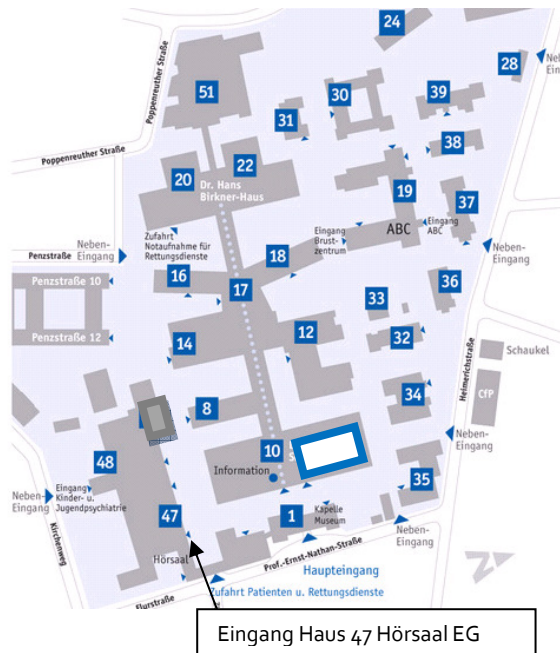 24
Neben-
Eingang
28
Poppenreuther Straße
51
30
39
31
38
Poppenreuther Straße
20
22
Dr. Hans
Birkner-Haus
19
37
Zufahrt
Notaufnahme für
Rettungsdienste
Eingang
Brust-
zentrum
ABC
Eingang
ABC
Neben-
Eingang
Penzstraße
Neben-
Eingang
18
16
17
36
Penzstraße 10
33
14
12
32
Penzstraße 12
Schaukel
Heimerichstraße
34
CfP
8
48
10
Information
Neben-
Eingang
Eingang
Kinder- u.
Jugendpsychiatrie
Neben-
Eingang
35
47
1
Kapelle
Museum
Neben-
Eingang
Kirchenweg
Hörsaal
Prof.-Ernst-Nathan-Straße
Haupteingang
Zufahrt Patienten u. Rettungsdienste
Flurstraße
N
Eingang Haus 47 Hörsaal EG